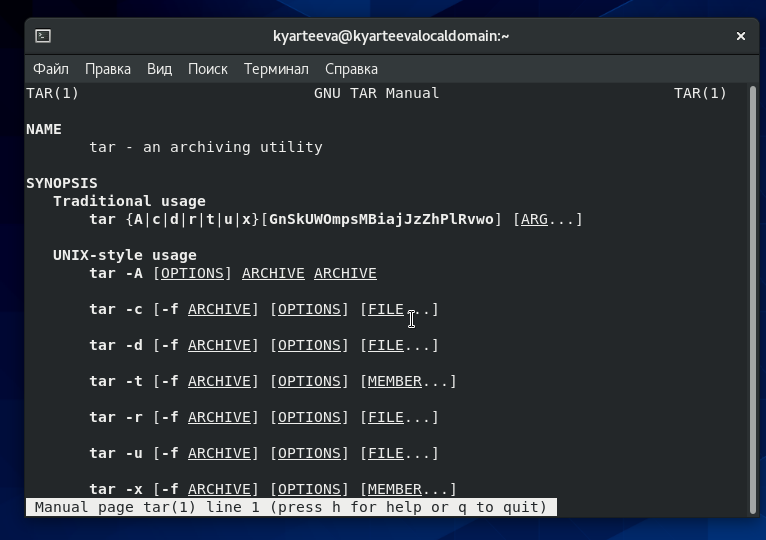 kyarteeva@kyarteevalocaldomain:~
Файл Правка Вид Поиск Терминал Справка
TAR(1) GNU TAR Manual TAR(1)
NAME
tar - an archiving utility
SYNOPSIS
Traditional usage
tar {A|c|d|r|t|u|x}[GnSkUWOmpsMBiajJzZhPlRvwo] [ARG...]
UNIX-style usage
tar -A [OPTIONS] ARCHIVE ARCHIVE
tar -c [-f ARCHIVE] [OPTIONS] [FILE...]
tar -d [-f ARCHIVE] [OPTIONS] [FILE...]
tar -t [-f ARCHIVE] [OPTIONS] [MEMBER...]
tar -r [-f ARCHIVE] [OPTIONS] [FILE...]
tar -u [-f ARCHIVE] [OPTIONS] [FILE...]
tar -x [-f ARCHIVE] [OPTIONS] [MEMBER...]
Manual page tar(1) line 1 (press h for help or q to quit)